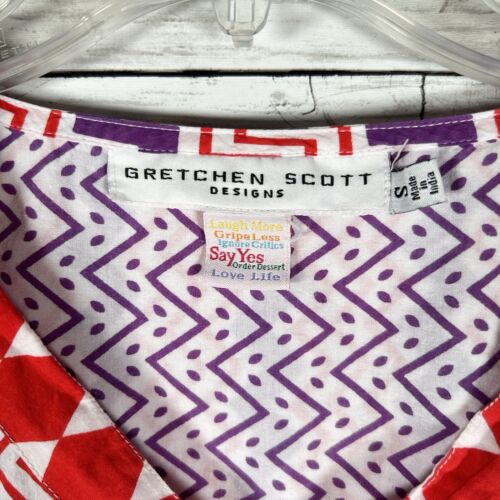 GRETCHEN SCOTT
DESIGNS
S
Made
in
India
Laugh More
Gripe Less
Ignore Critics
Say Yes
Order Dessert
Love Life